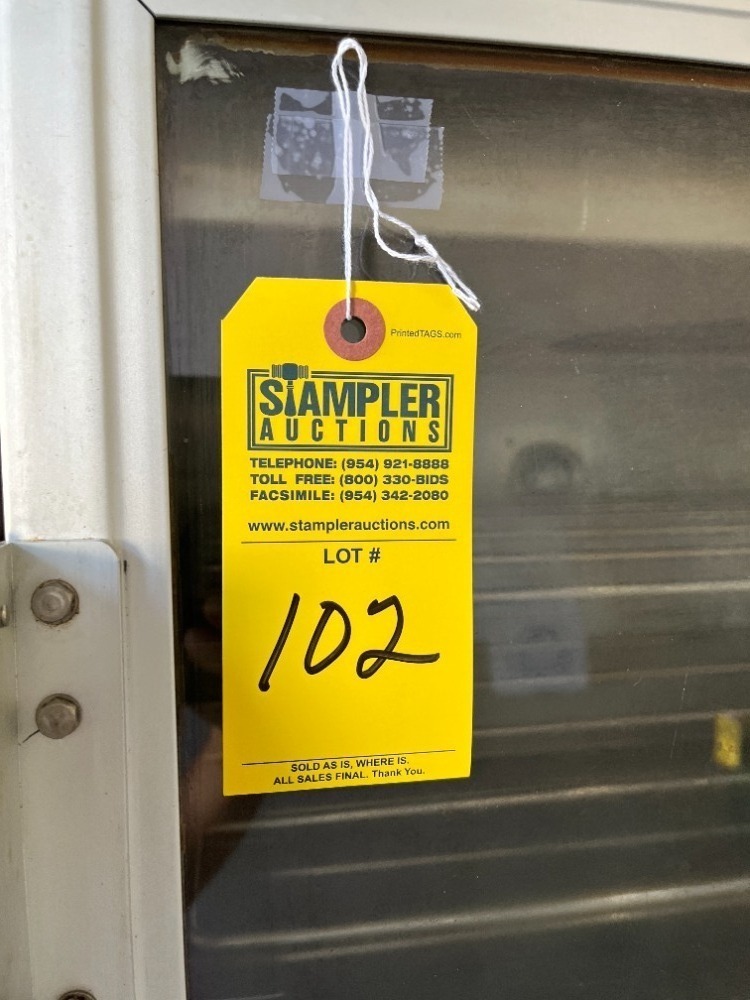 PrintedTAGS.com
STAMPLER
AUCTIONS
TELEPHONE: (954) 921-8888
TOLL FREE: (800) 330-BIDS
FACSIMILE: (954) 342-2080
www.stamplerauctions.com
LOT #
102
SOLD AS IS, WHERE IS.
ALL SALES FINAL. Thank You.